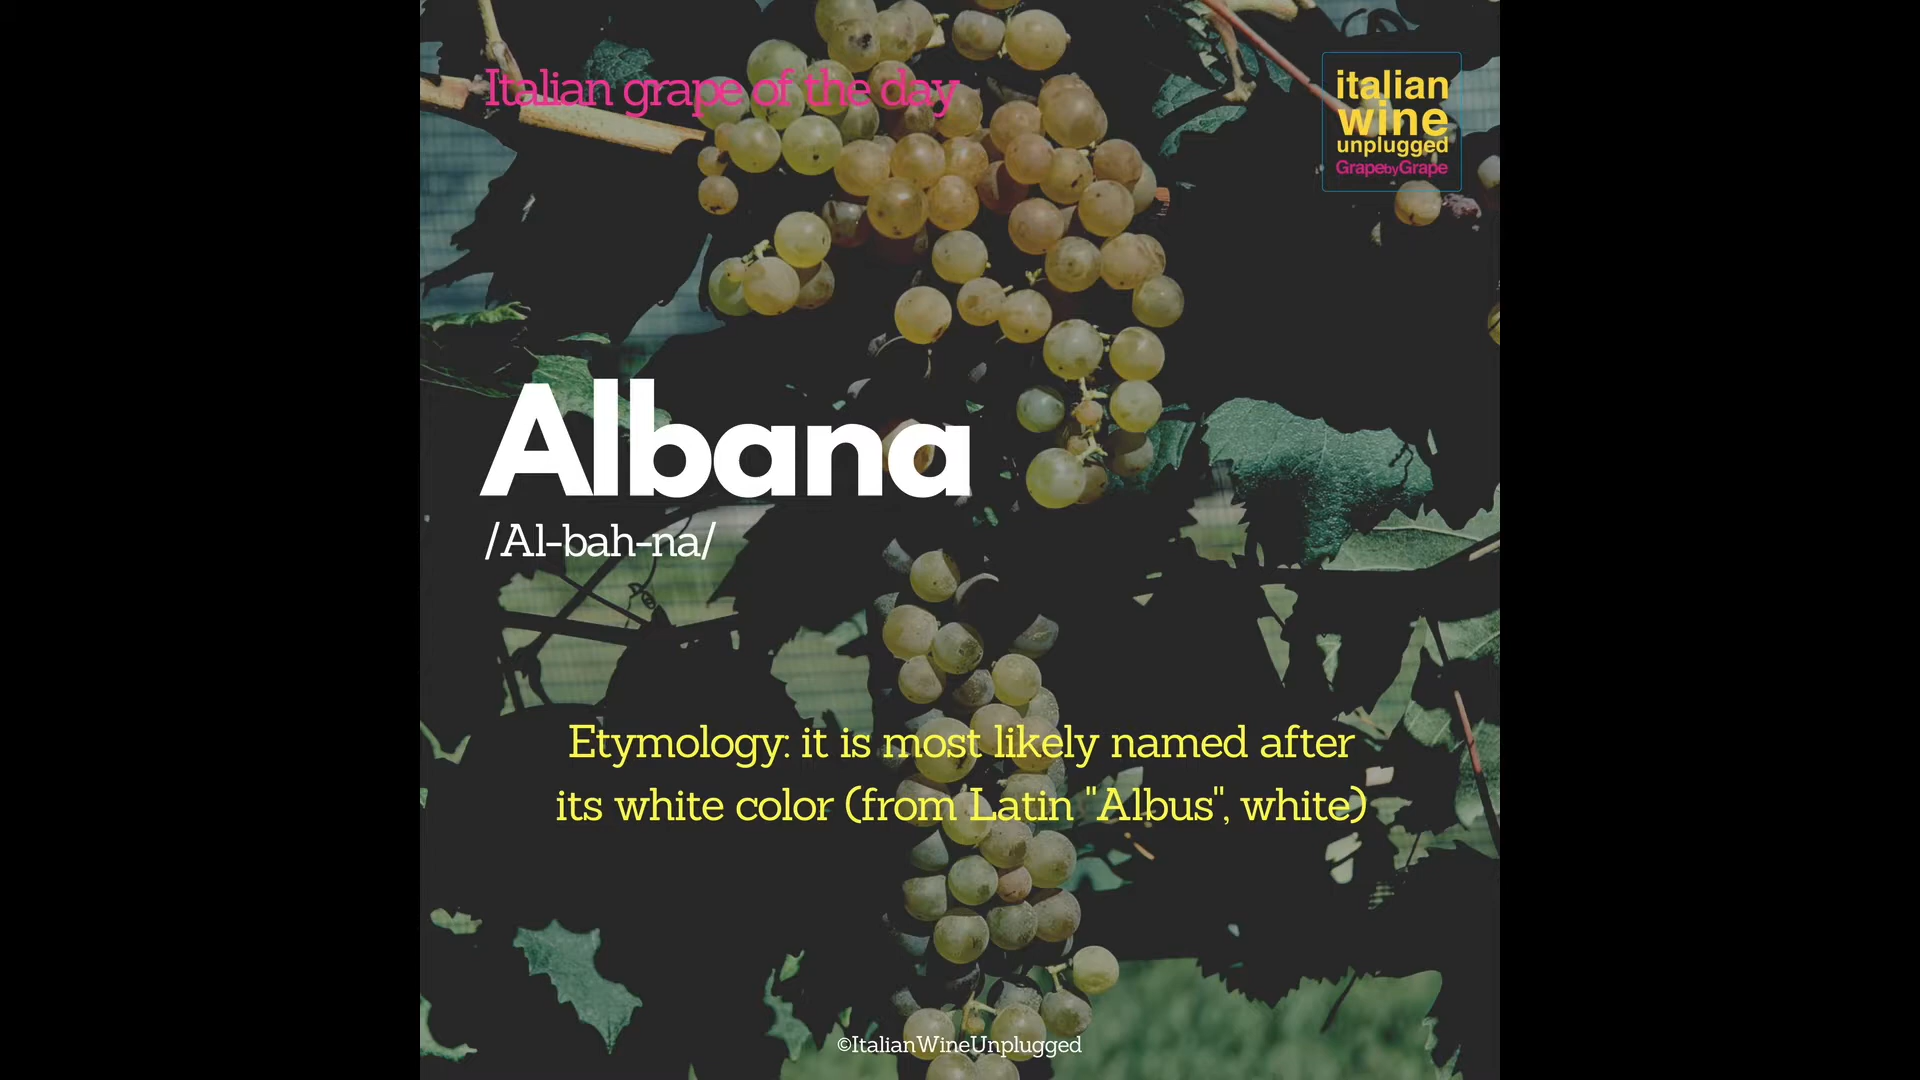 Italian grape of the day
italian
wine
unplugged
GrapebyGrape
Albana
/Al-bah-na/
Etymology: it is most likely named after
its white color (from Latin "Albus", white)
©ItalianWineUnplugged